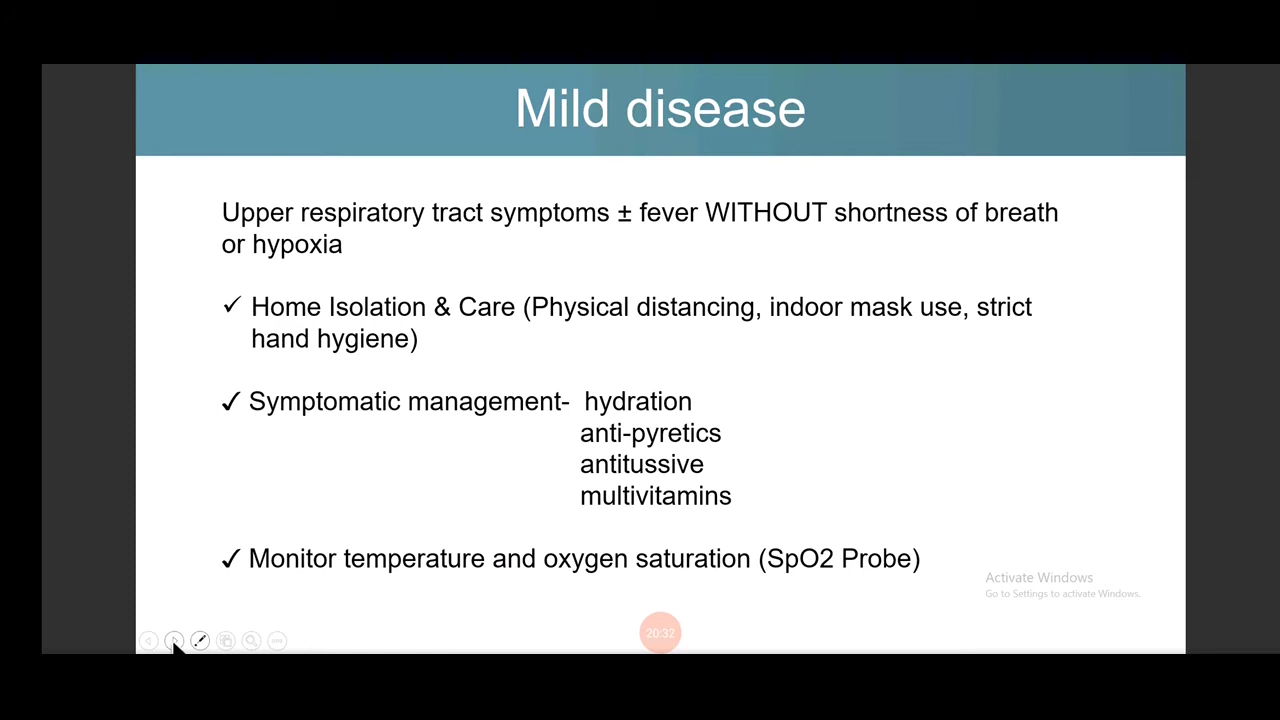 Mild disease
Upper respiratory tract symptoms ± fever WITHOUT shortness of breath
or hypoxia
✓ Home Isolation & Care (Physical distancing, indoor mask use, strict
hand hygiene)
✓ Symptomatic management- hydration
anti-pyretics
antitussive
multivitamins
✓ Monitor temperature and oxygen saturation (SpO2 Probe)
Activate Windows
Go to Settings to activate Windows.
20:32